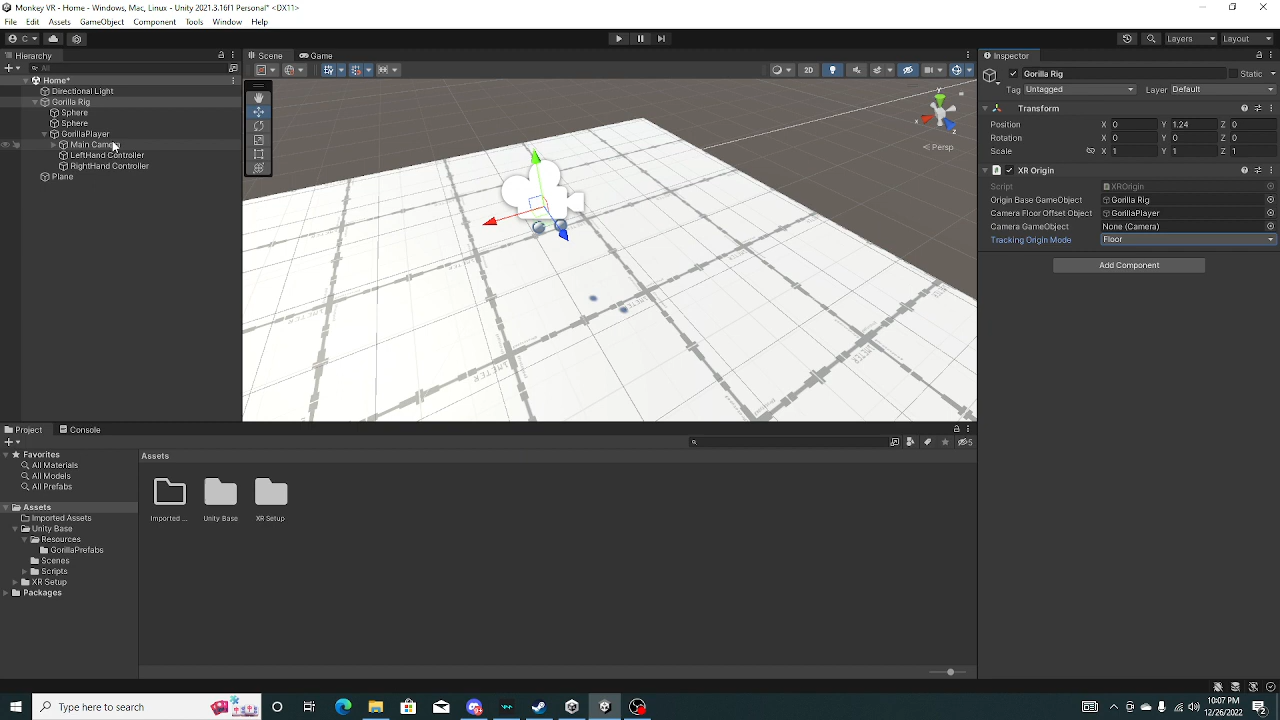 Monkey VR - Home - Windows, Mac, Linux - Unity 2021.3.16f1 Personal* <DX11>
File Edit Assets GameObject Component Tools Window Help
C
Layers Layout
Hierarchy
All
Home*
Directional Light
Gorilla Rig
Sphere
Sphere
GorillaPlayer
Main Camera
LeftHand Controller
RightHand Controller
Plane
Scene Game
2D
y
x
z
Persp
Inspector
Gorilla Rig Static
Tag Untagged Layer Default
Transform
Position X 0 Y 1.24 Z 0
Rotation X 0 Y 0 Z 0
Scale X 1 Y 1 Z 1
XR Origin
Script XROrigin
Origin Base GameObject Gorilla Rig
Camera Floor Offset Object GorillaPlayer
Camera GameObject None (Camera)
Tracking Origin Mode Floor
Add Component
Project Console
5
Favorites
All Materials
All Models
All Prefabs
Assets
Imported Assets
Unity Base
Resources
GorillaPrefabs
Scenes
Scripts
XR Setup
Packages
Assets
Imported ... Unity Base XR Setup
Type here to search
10:07 PM
12/26/2022